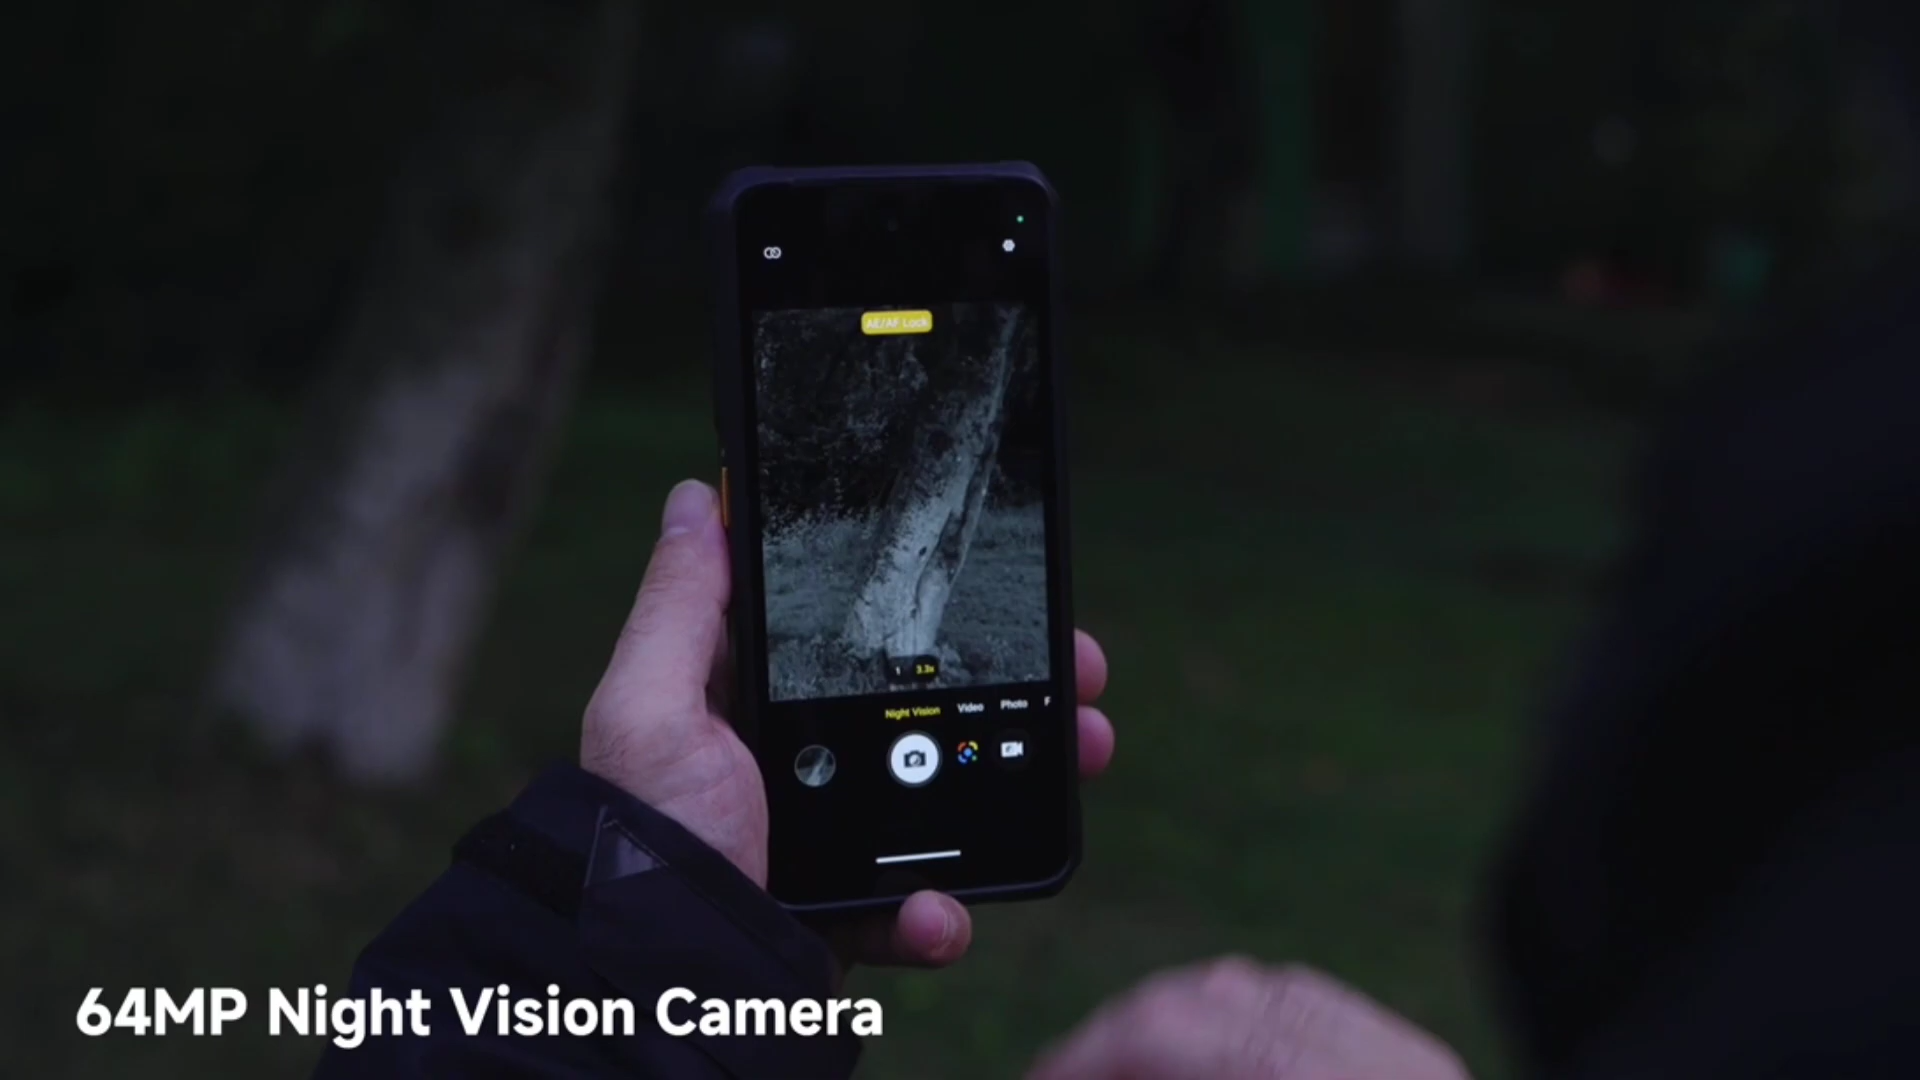 AE/AF Lock
1 3.3x
Night Vision Video Photo F
64MP Night Vision Camera